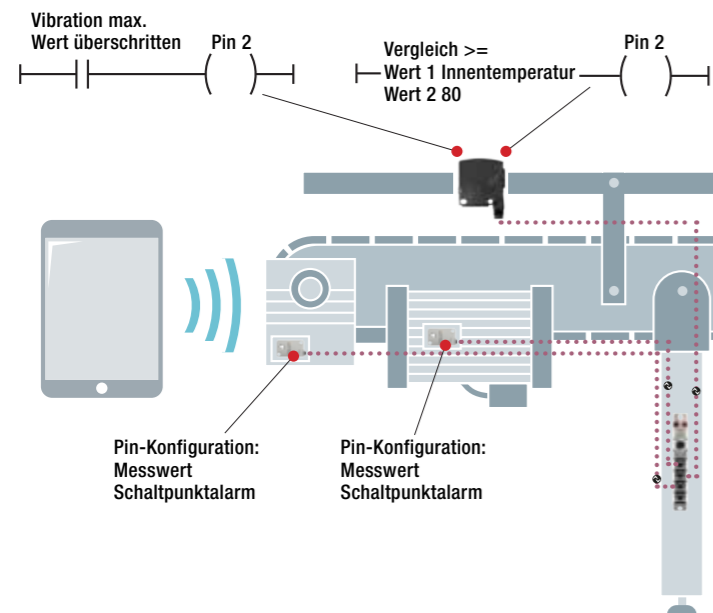 Vibration max.
Wert überschritten
Pin 2
Vergleich >=
Wert 1 Innentemperatur
Wert 2 80
Pin 2
Pin-Konfiguration:
Messwert
Schaltpunktalarm
Pin-Konfiguration:
Messwert
Schaltpunktalarm